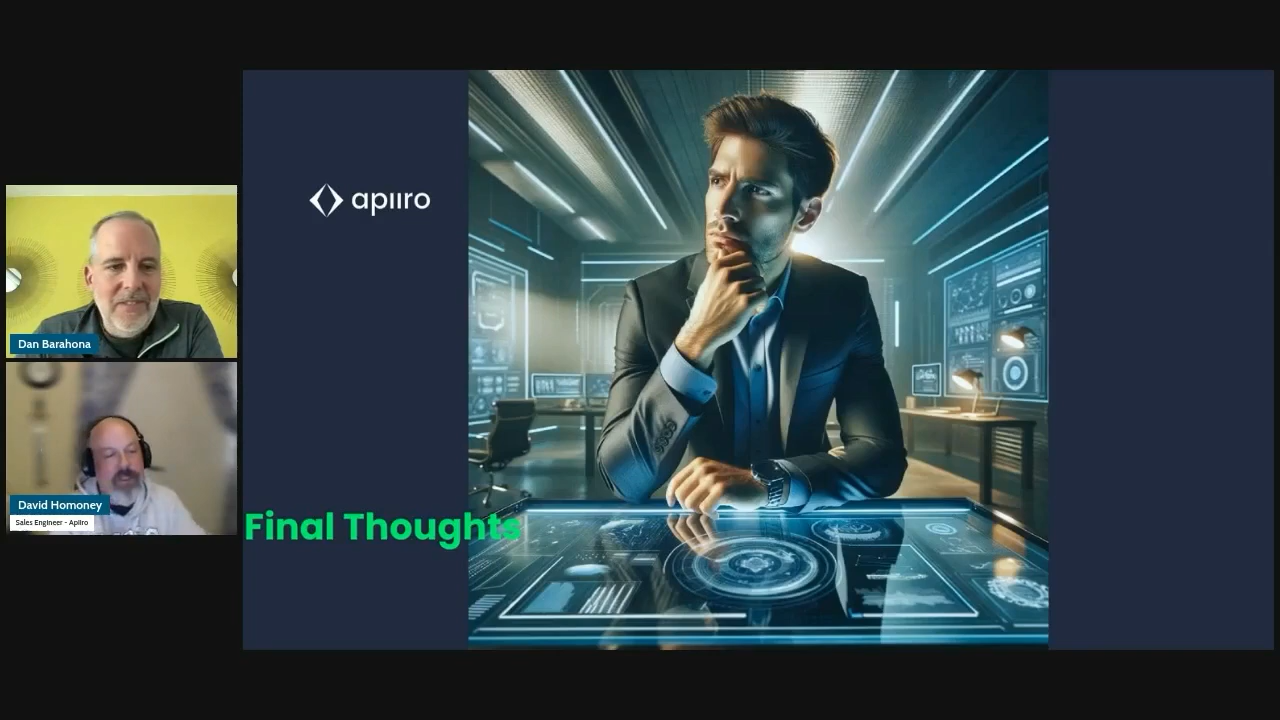 apiiro
Dan Barahona
David Homoney
Sales Engineer - Apiiro
Final Thoughts